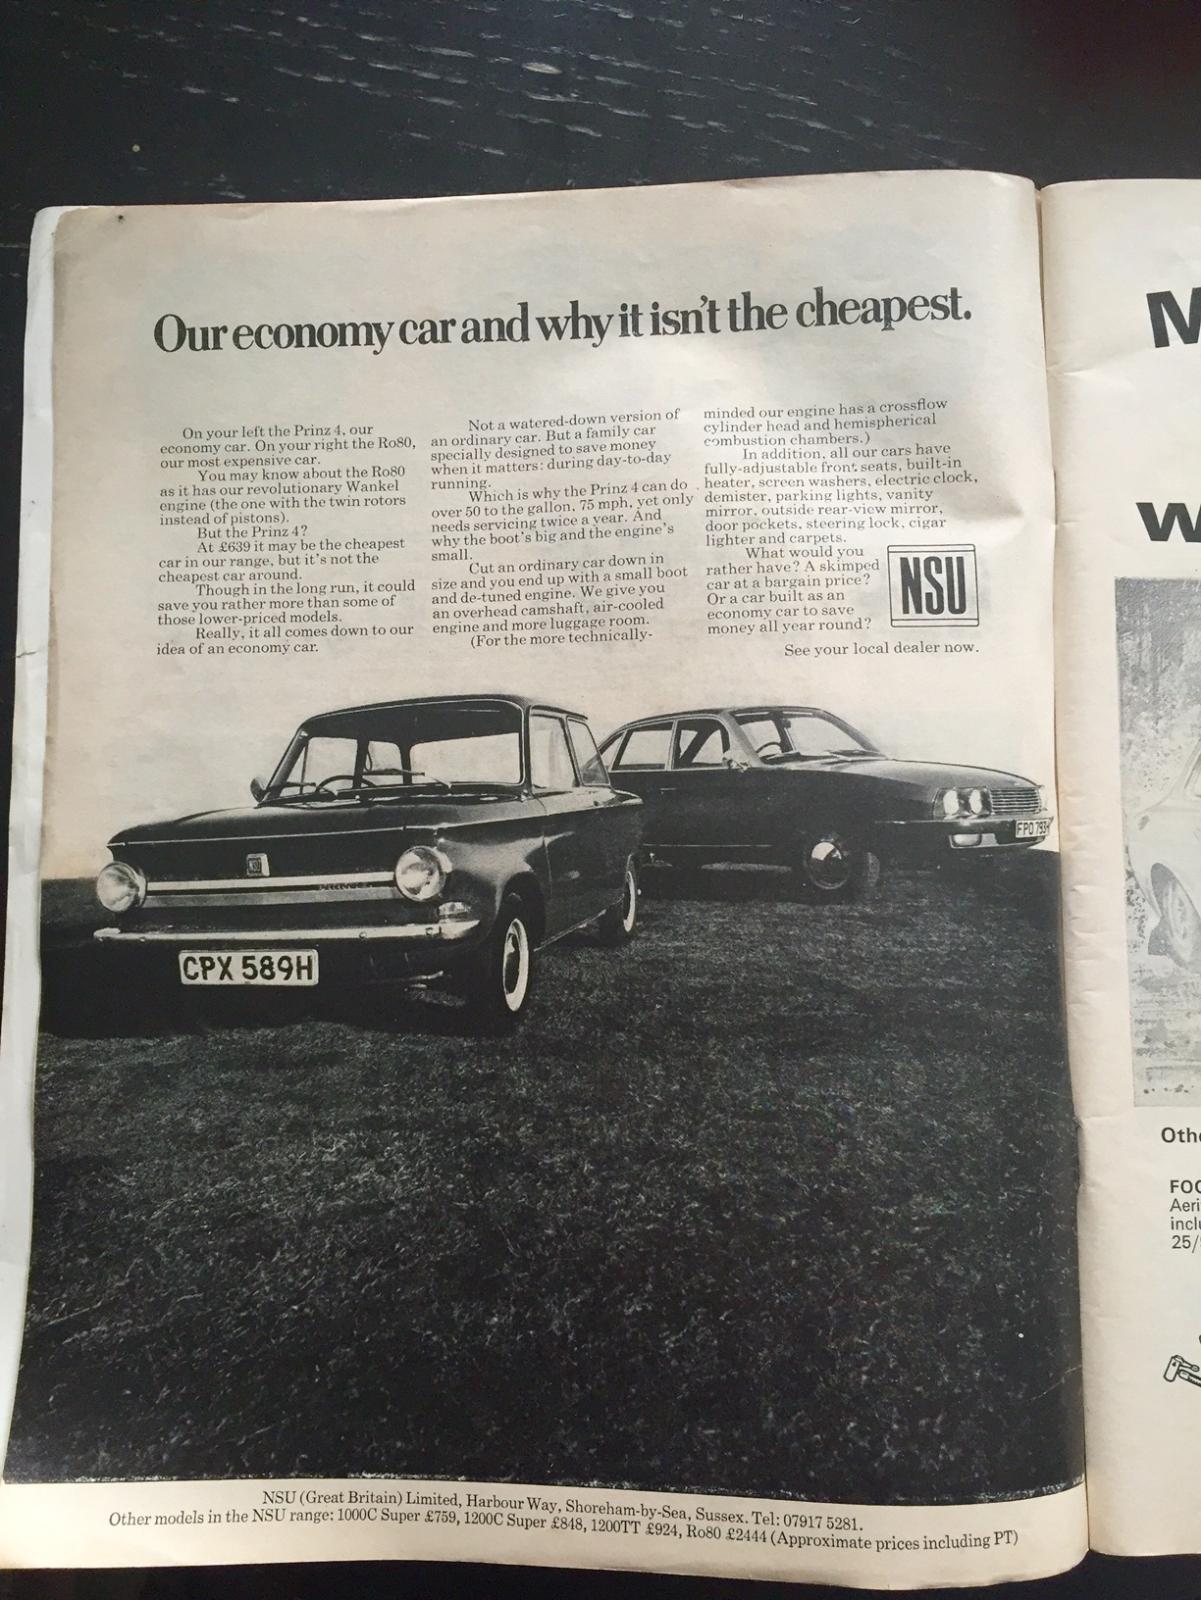 Our economy car and why it isn't the cheapest.
On your left the Prinz 4, our
economy car. On your right the Ro80,
our most expensive car.
You may know about the Ro80
as it has our revolutionary Wankel
engine (the one with the twin rotors
instead of pistons).
But the Prinz 4?
At £639 it may be the cheapest
car in our range, but it's not the
cheapest car around.
Though in the long run, it could
save you rather more than some of
those lower-priced models.
Really, it all comes down to our
idea of an economy car.
Not a watered-down version of
an ordinary car. But a family car
specially designed to save money
when it matters: during day-to-day
running.
Which is why the Prinz 4 can do
over 50 to the gallon, 75 mph, yet only
needs servicing twice a year. And
why the boot's big and the engine's
small.
Cut an ordinary car down in
size and you end up with a small boot
and de-tuned engine. We give you
an overhead camshaft, air-cooled
engine and more luggage room.
(For the more technically-
minded our engine has a crossflow
cylinder head and hemispherical
combustion chambers.)
In addition, all our cars have
fully-adjustable front seats, built-in
heater, screen washers, electric clock,
demister, parking lights, vanity
mirror, outside rear-view mirror,
door pockets, steering lock, cigar
lighter and carpets.
What would you
rather have? A skimped
car at a bargain price?
Or a car built as an
economy car to save
money all year round?
NSU
See your local dealer now.
NSU
FPO 793H
CPX 589H
NSU (Great Britain) Limited, Harbour Way, Shoreham-by-Sea, Sussex. Tel: 07917 5281.
Other models in the NSU range: 1000C Super £759, 1200C Super £848, 1200TT £924, Ro80 £2444 (Approximate prices including PT)
M
W
Oth
FOG
Aeri
inclu
25/